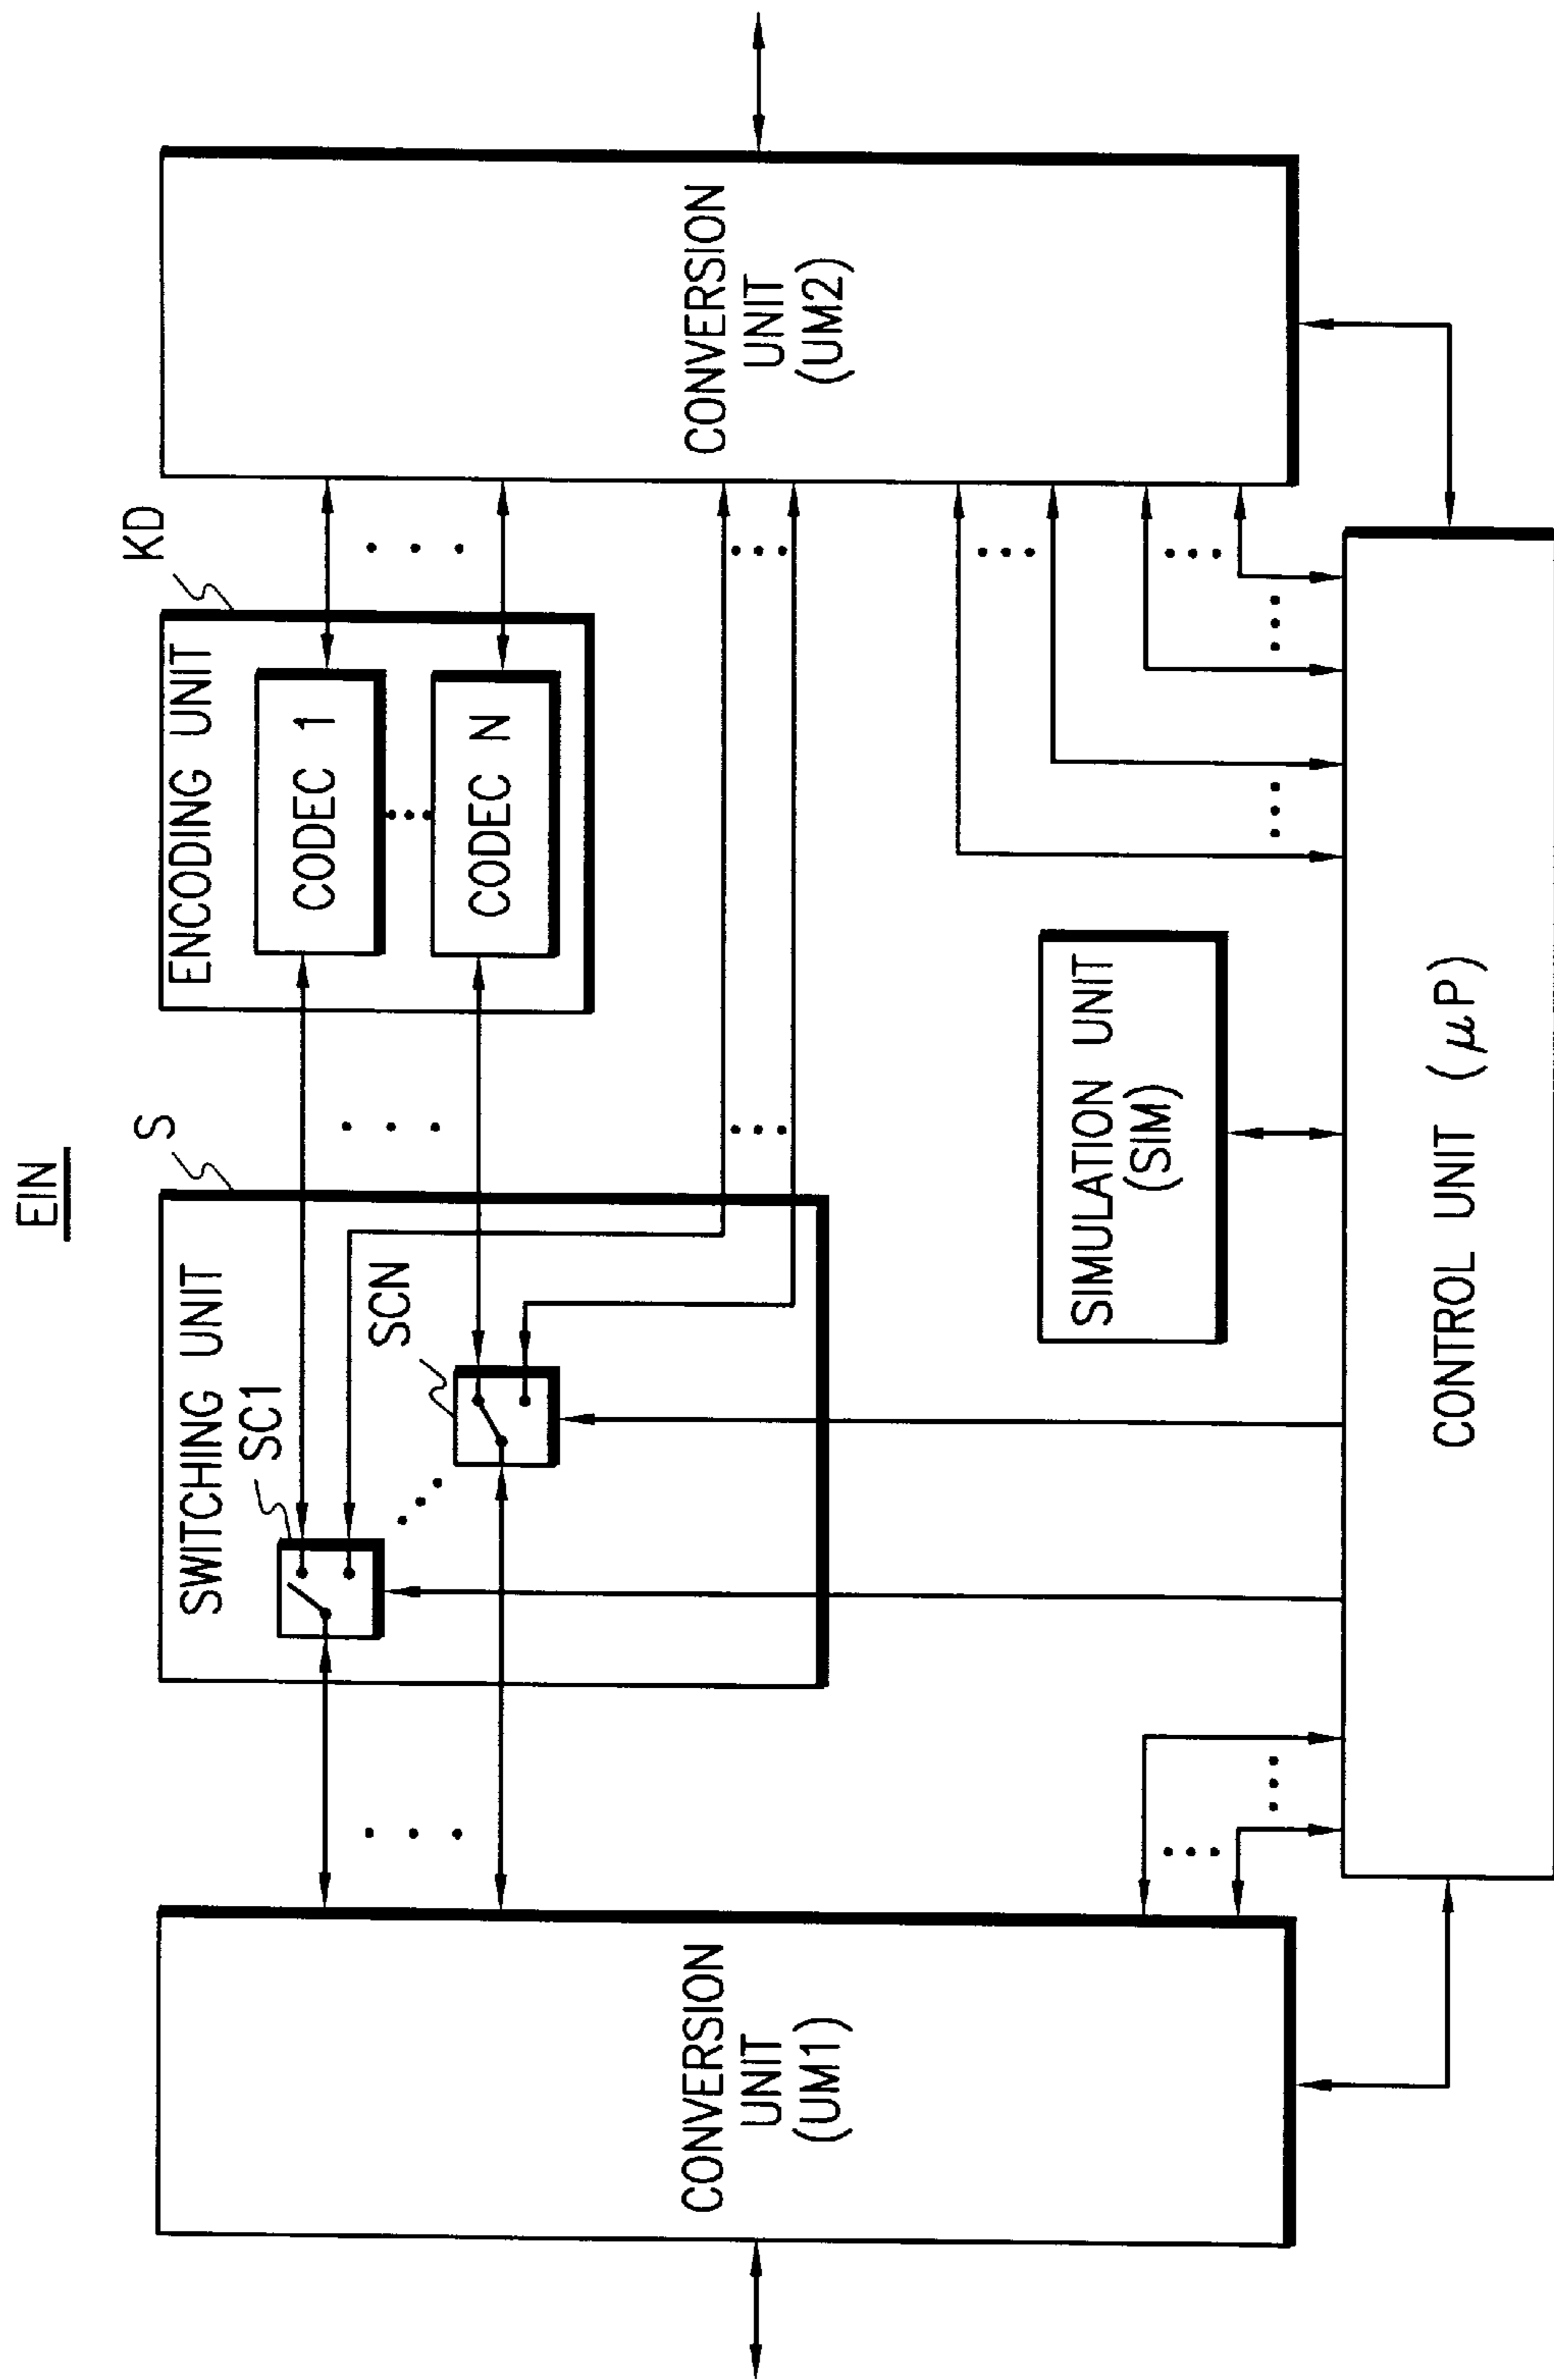 EIN
CONVERSION
UNIT
(UM1)
SWITCHING UNIT
S
SC1
SCN
ENCODING UNIT
KD
CODEC 1
CODEC N
CONVERSION
UNIT
(UM2)
SIMULATION UNIT
(SIM)
CONTROL UNIT (μP)